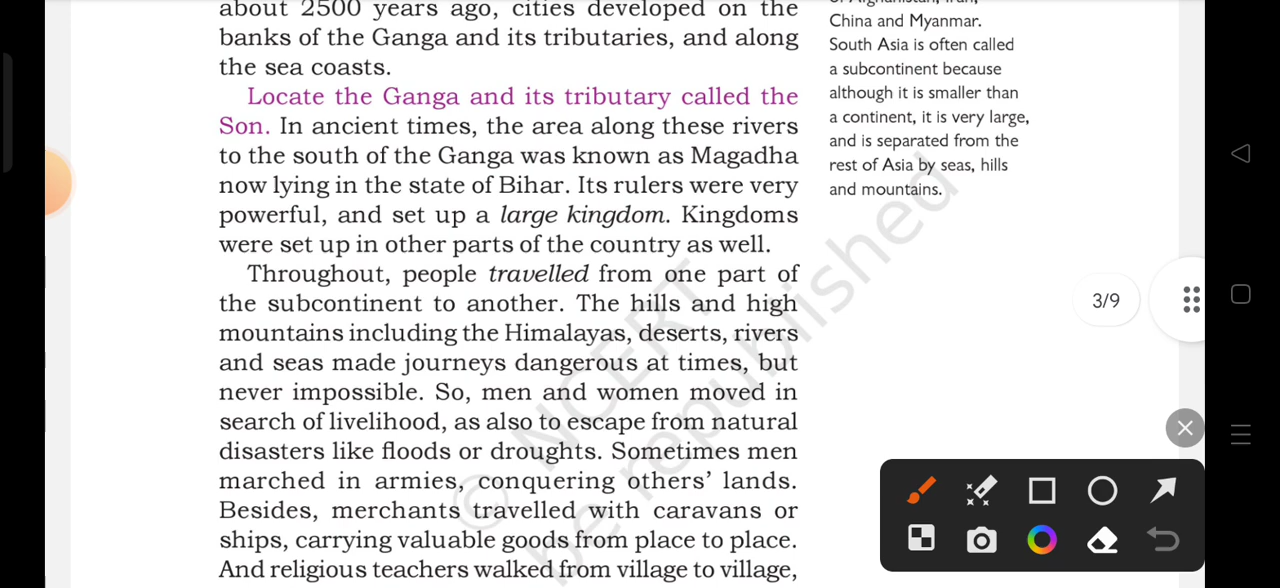 about 2500 years ago, cities developed on the
banks of the Ganga and its tributaries, and along
the sea coasts.
Locate the Ganga and its tributary called the
Son. In ancient times, the area along these rivers
to the south of the Ganga was known as Magadha
now lying in the state of Bihar. Its rulers were very
powerful, and set up a large kingdom. Kingdoms
were set up in other parts of the country as well.
Throughout, people travelled from one part of
the subcontinent to another. The hills and high
mountains including the Himalayas, deserts, rivers
and seas made journeys dangerous at times, but
never impossible. So, men and women moved in
search of livelihood, as also to escape from natural
disasters like floods or droughts. Sometimes men
marched in armies, conquering others' lands.
Besides, merchants travelled with caravans or
ships, carrying valuable goods from place to place.
And religious teachers walked from village to village,
of Afghanistan, Iran,
China and Myanmar.
South Asia is often called
a subcontinent because
although it is smaller than
a continent, it is very large,
and is separated from the
rest of Asia by seas, hills
and mountains.
© NCERT
be republished
3/9